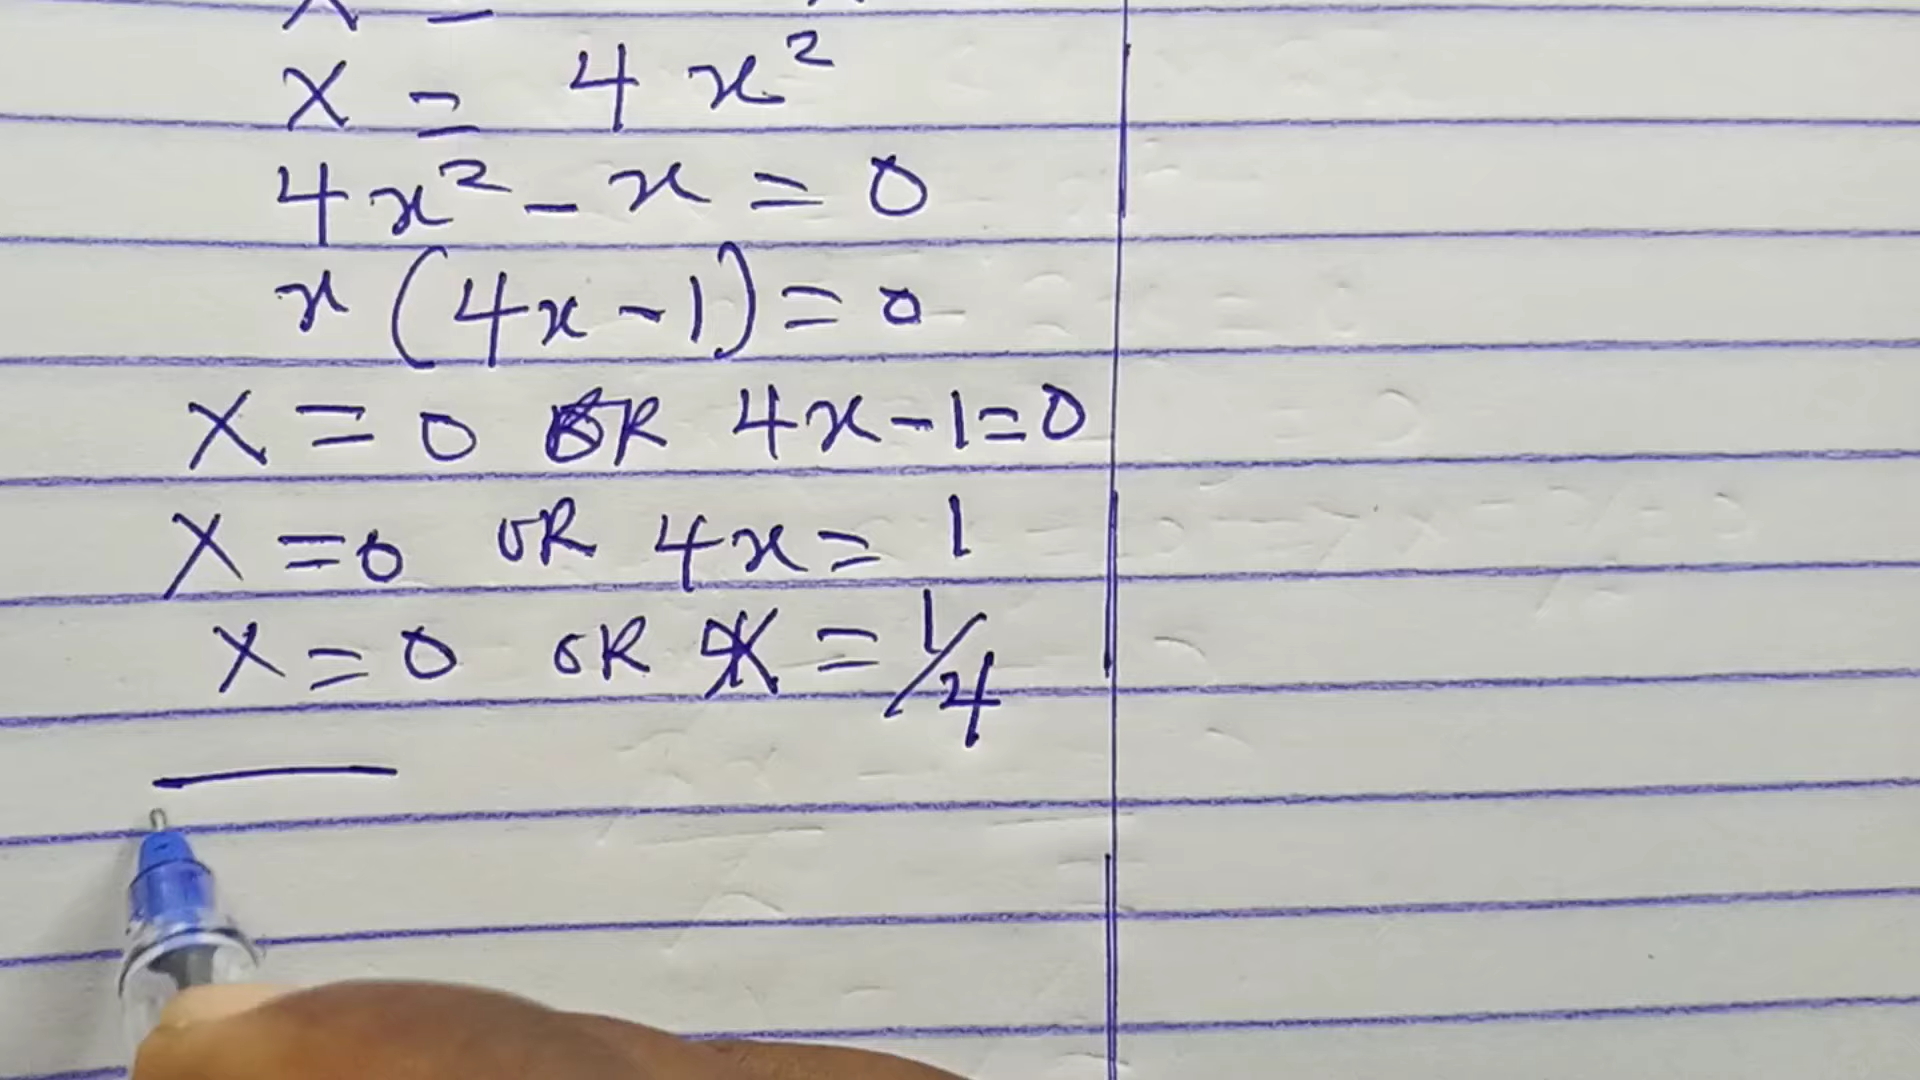 X =
X = 4x²
4x² - x = 0
x (4x - 1) = 0
X = 0 OR 4x - 1 = 0
X = 0 OR 4x = 1
X = 0 OR X = 1/4